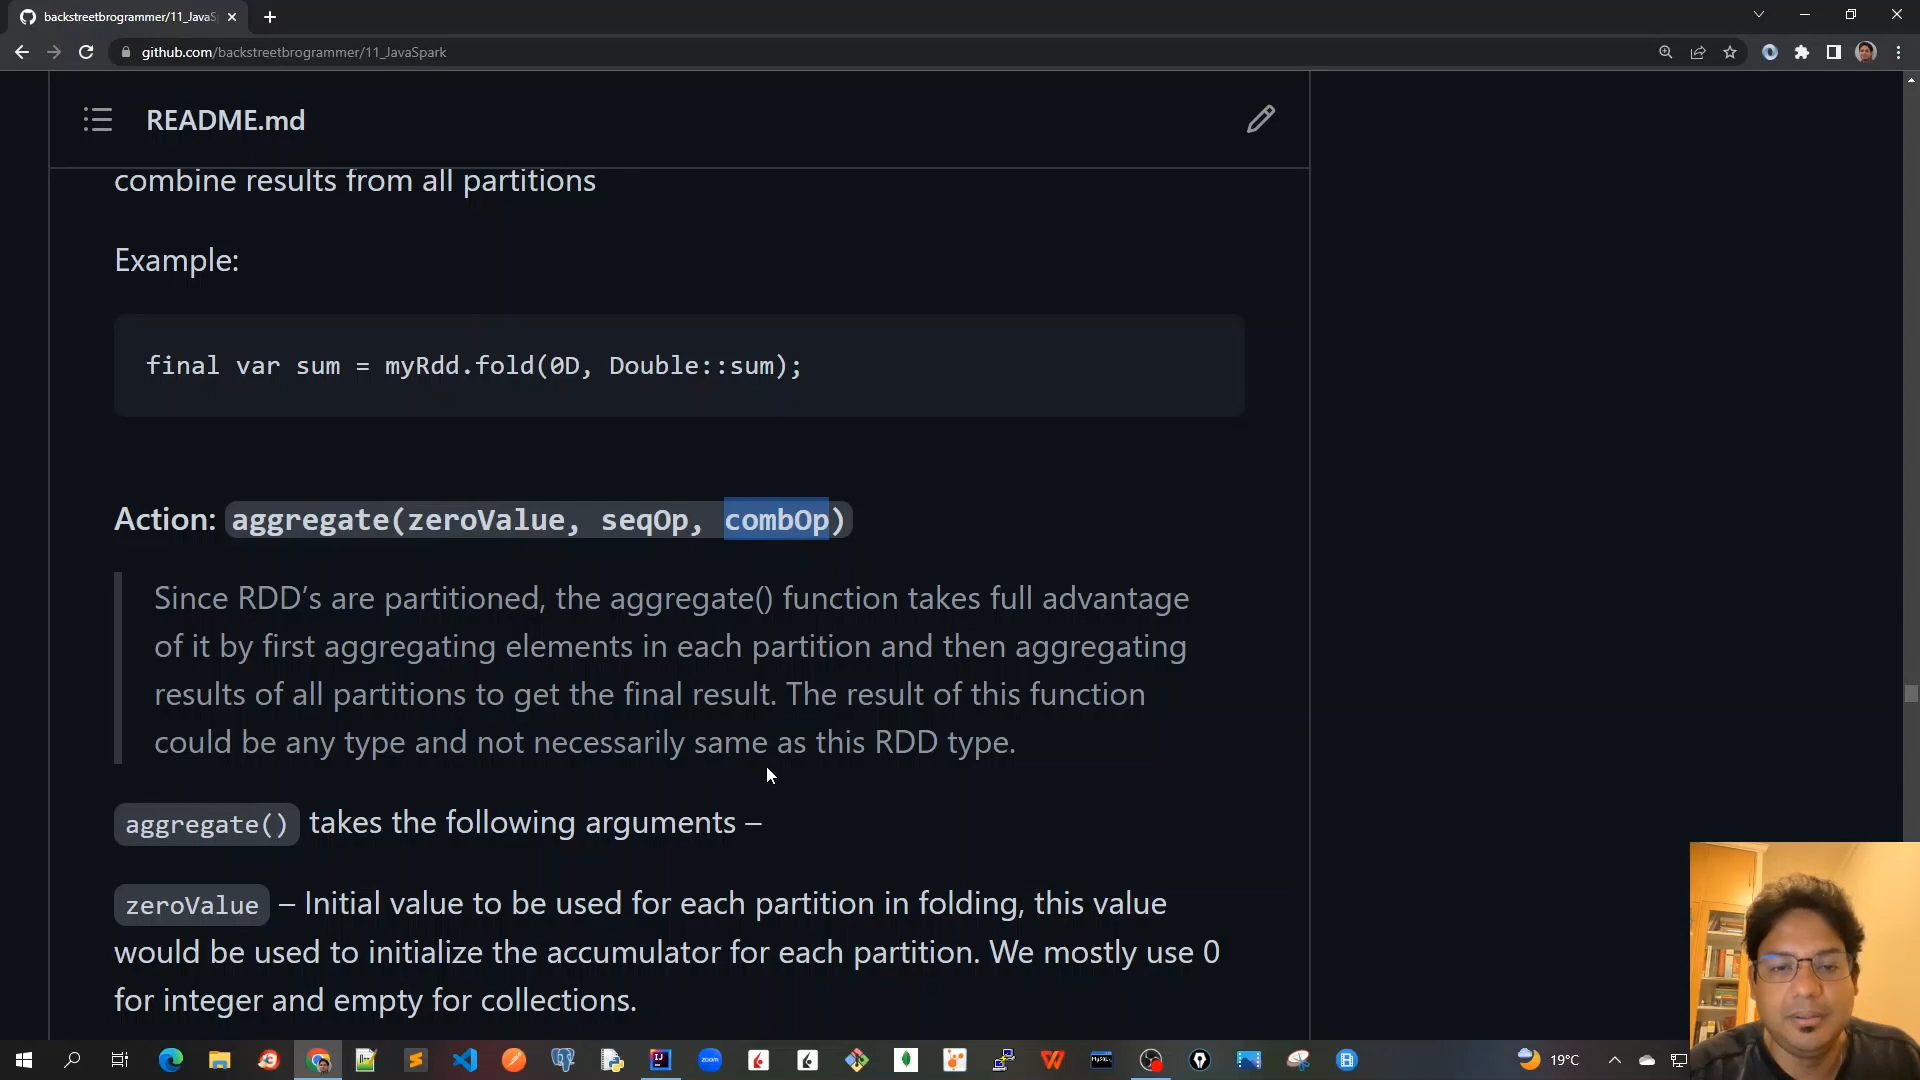 backstreetbrogrammer/11_JavaS
github.com/backstreetbrogrammer/11_JavaSpark
README.md
combine results from all partitions
Example:
final var sum = myRdd.fold(0D, Double::sum);
Action: aggregate(zeroValue, seqOp, combOp)
Since RDD’s are partitioned, the aggregate() function takes full advantage
of it by first aggregating elements in each partition and then aggregating
results of all partitions to get the final result. The result of this function
could be any type and not necessarily same as this RDD type.
aggregate() takes the following arguments –
zeroValue – Initial value to be used for each partition in folding, this value
would be used to initialize the accumulator for each partition. We mostly use 0
for integer and empty for collections.
19°C